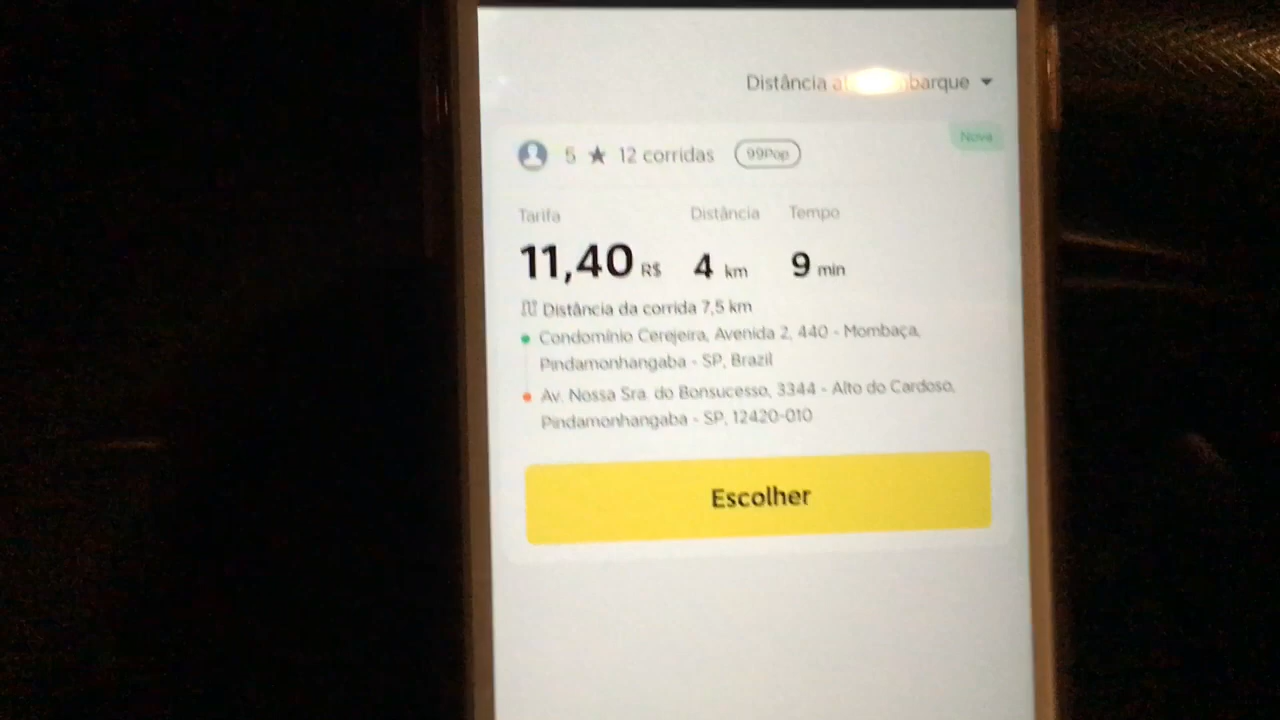 Distância barque
Nova
5 ★ 12 corridas 99Pop
Tarifa Distância Tempo
11,40 R$ 4 km 9 min
Distância da corrida 7,5 km
Condomínio Cerejeira, Avenida 2, 440 - Mombaça,
Pindamonhangaba - SP, Brazil
Av. Nossa Sra. do Bonsucesso, 3344 - Alto do Cardoso,
Pindamonhangaba - SP, 12420-010
Escolher